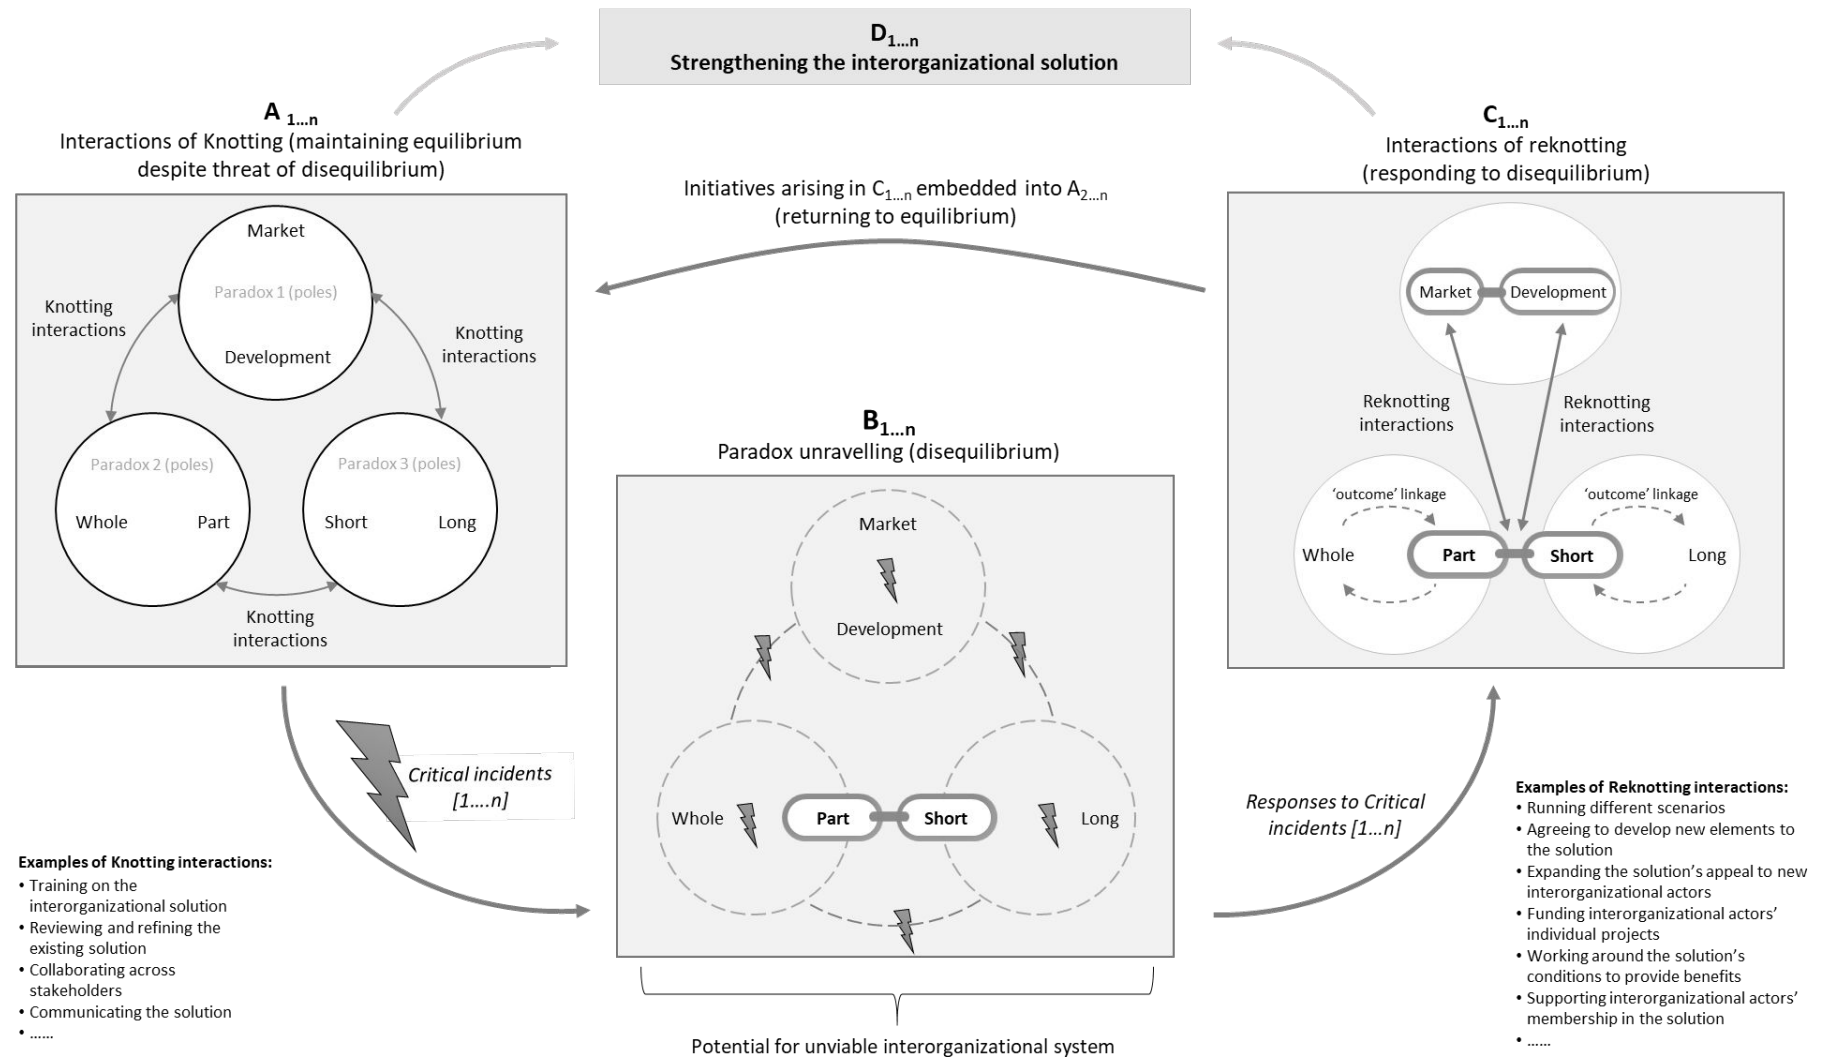 D1...n
Strengthening the interorganizational solution
A 1...n
Interactions of Knotting (maintaining equilibrium
despite threat of disequilibrium)
Market
Paradox 1 (poles)
Development
Knotting
interactions
Knotting
interactions
Paradox 2 (poles)
Whole
Part
Paradox 3 (poles)
Short
Long
Knotting
interactions
Initiatives arising in C1...n embedded into A2...n
(returning to equilibrium)
C1...n
Interactions of reknotting
(responding to disequilibrium)
Market
Development
Reknotting
interactions
Reknotting
interactions
‘outcome’ linkage
‘outcome’ linkage
Whole
Part
Short
Long
B1...n
Paradox unravelling (disequilibrium)
Market
Development
Whole
Part
Short
Long
Potential for unviable interorganizational system
Critical incidents
[1....n]
Responses to Critical
incidents [1...n]
Examples of Knotting interactions:
• Training on the
interorganizational solution
• Reviewing and refining the
existing solution
• Collaborating across
stakeholders
• Communicating the solution
• ......
Examples of Reknotting interactions:
• Running different scenarios
• Agreeing to develop new elements to
the solution
• Expanding the solution’s appeal to new
interorganizational actors
• Funding interorganizational actors’
individual projects
• Working around the solution’s
conditions to provide benefits
• Supporting interorganizational actors’
membership in the solution
• ......